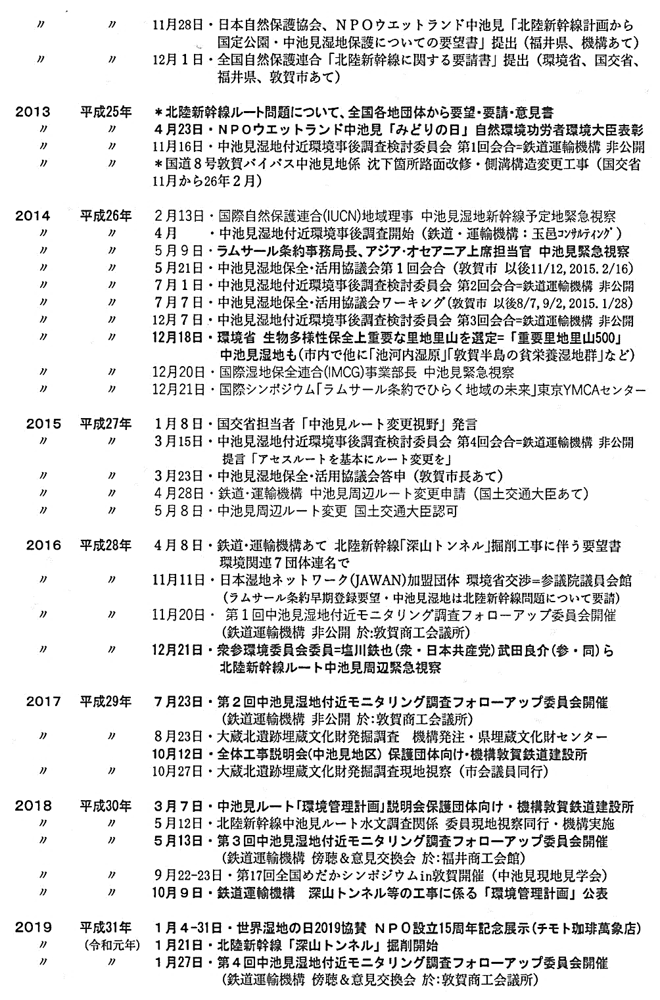 〃 〃 11月28日・日本自然保護協会、ＮＰＯウエットランド中池見「北陸新幹線計画から
国定公園・中池見湿地保護についての要望書」提出（福井県、機構あて）
〃 〃 12月１日・全国自然保護連合「北陸新幹線に関する要請書」提出（環境省、国交省、
福井県、敦賀市あて）
2013 平成25年 ＊北陸新幹線ルート問題について、全国各地団体から要望・要請・意見書
〃 〃 ４月23日・ＮＰＯウエットランド中池見「みどりの日」自然環境功労者環境大臣表彰
〃 〃 11月16日・中池見湿地付近環境事後調査検討委員会 第1回会合=鉄道運輸機構 非公開
〃 〃 ＊国道８号敦賀バイパス中池見地係 沈下箇所路面改修・側溝構造変更工事（国交省
11月から26年２月）
2014 平成26年 ２月13日・国際自然保護連合(IUCN)地域理事 中池見湿地新幹線予定地緊急視察
〃 〃 ４月 ・中池見湿地付近環境事後調査開始（鉄道・運輸機構：玉邑ｺﾝｻﾙﾃｨﾝｸﾞ）
〃 〃 ５月９日・ラムサール条約事務局長、アジア・オセアニア上席担当官 中池見緊急視察
〃 〃 ５月21日・中池見湿地保全・活用協議会第１回会合（敦賀市 以後11/12, 2015. 2/16）
〃 〃 ７月１日・中池見湿地付近環境事後調査検討委員会 第2回会合=鉄道運輸機構 非公開
〃 〃 ７月７日・中池見湿地保全・活用協議会ワーキング(敦賀市 以後8/7, 9/2, 2015. 1/28)
〃 〃 12月７日・中池見湿地付近環境事後調査検討委員会 第3回会合=鉄道運輸機構 非公開
〃 〃 12月18日・環境省 生物多様性保全上重要な里地里山を選定=「重要里地里山500」
中池見湿地も(市内で他に「池河内湿原」「敦賀半島の貧栄養湿地群」など)
〃 〃 12月20日・国際湿地保全連合(IMCG)事業部長 中池見緊急視察
〃 〃 12月21日・国際シンポジウム「ラムサール条約でひらく地域の未来」東京YMCAセンター
2015 平成27年 １月８日・国交省担当者「中池見ルート変更視野」発言
〃 〃 ３月15日・中池見湿地付近環境事後調査検討委員会 第4回会合=鉄道運輸機構 非公開
提言「アセスルートを基本にルート変更を」
〃 〃 ３月23日・中池見湿地保全・活用協議会答申（敦賀市長あて）
〃 〃 ４月28日・鉄道・運輸機構 中池見周辺ルート変更申請（国土交通大臣あて）
〃 〃 ５月８日・中池見周辺ルート変更 国土交通大臣認可
2016 平成28年 ４月８日・鉄道・運輸機構あて 北陸新幹線「深山トンネル」掘削工事に伴う要望書
環境関連７団体連名で
〃 〃 11月11日・日本湿地ネットワーク(JAWAN)加盟団体 環境省交渉=参議院議員会館
(ラムサール条約早期登録要望・中池見湿地は北陸新幹線問題について要請)
〃 〃 11月20日・ 第１回中池見湿地付近モニタリング調査フォローアップ委員会開催
(鉄道運輸機構 非公開 於:敦賀商工会議所)
〃 〃 12月21日・衆参環境委員会委員=塩川鉄也(衆・日本共産党)武田良介(参・同)ら
北陸新幹線ルート中池見周辺緊急視察
2017 平成29年 ７月23日・第２回中池見湿地付近モニタリング調査フォローアップ委員会開催
(鉄道運輸機構 非公開 於:敦賀商工会議所)
〃 〃 ８月23日・大蔵北遺跡埋蔵文化財発掘調査 機構発注・県埋蔵文化財センター
10月12日・全体工事説明会(中池見地区) 保護団体向け・機構敦賀鉄道建設所
〃 〃 10月27日・大蔵北遺跡埋蔵文化財発掘調査現地視察（市会議員同行）
2018 平成30年 ３月７日・中池見ルート「環境管理計画」説明会保護団体向け・機構敦賀鉄道建設所
〃 〃 ５月12日・北陸新幹線中池見ルート水文調査関係 委員現地視察同行・機構実施
〃 〃 ５月13日・第３回中池見湿地付近モニタリング調査フォローアップ委員会開催
(鉄道運輸機構 傍聴＆意見交換会 於:福井商工会館)
〃 〃 ９月22-23日・第17回全国めだかシンポジウムin敦賀開催（中池見現地見学会）
〃 〃 10月９日・鉄道運輸機構 深山トンネル等の工事に係る「環境管理計画」公表
2019 平成31年 １月４-31日・世界湿地の日2019協賛 ＮＰＯ設立15周年記念展示(チモト珈琲萬象店)
〃 (令和元年) １月21日・北陸新幹線「深山トンネル」掘削開始
〃 〃 １月27日・第４回中池見湿地付近モニタリング調査フォローアップ委員会開催
(鉄道運輸機構 傍聴＆意見交換会 於:敦賀商工会議所)